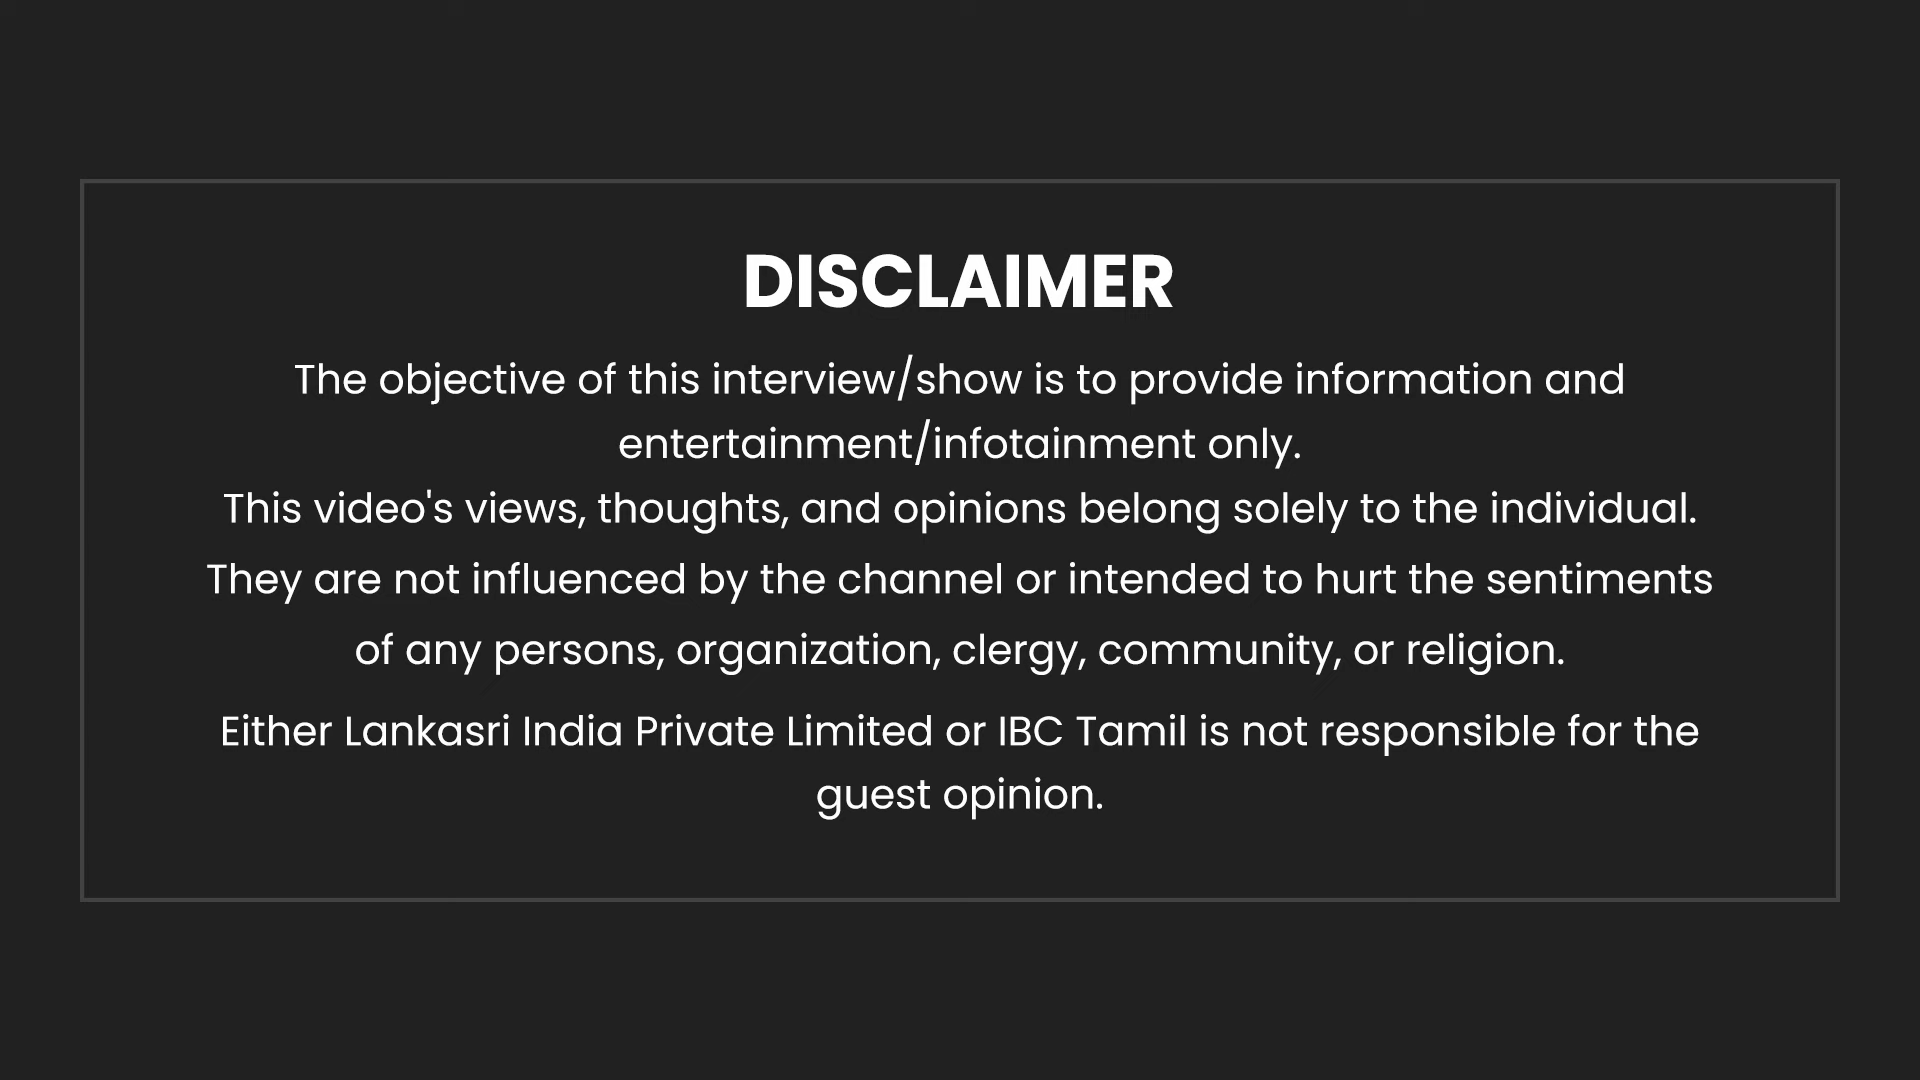 DISCLAIMER
The objective of this interview/show is to provide information and
entertainment/infotainment only.
This video's views, thoughts, and opinions belong solely to the individual.
They are not influenced by the channel or intended to hurt the sentiments
of any persons, organization, clergy, community, or religion.
Either Lankasri India Private Limited or IBC Tamil is not responsible for the
guest opinion.